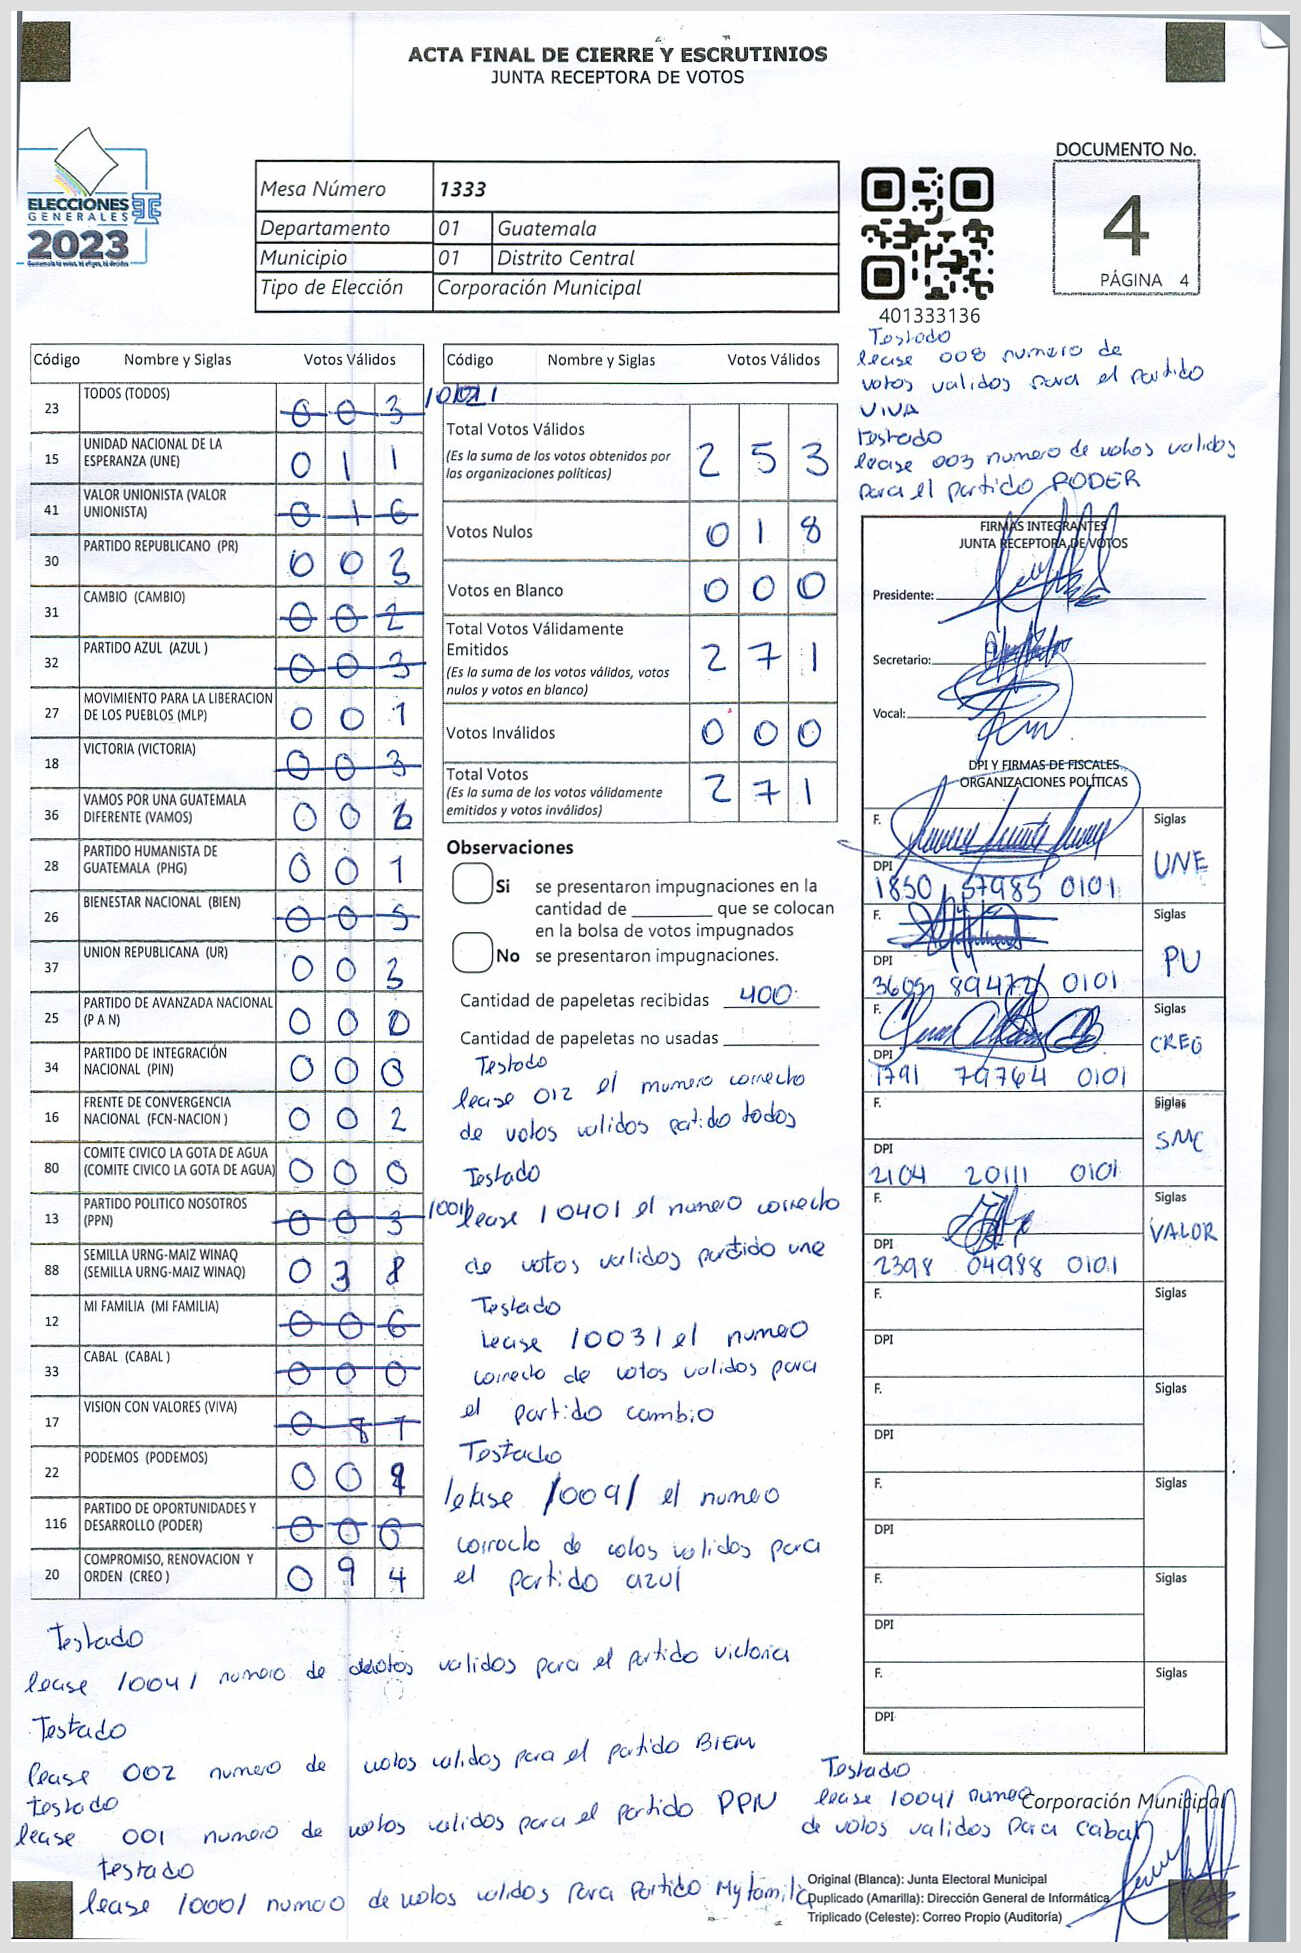 ACTA FINAL DE CIERRE Y ESCRUTINIOS
JUNTA RECEPTORA DE VOTOS
ELECCIONES
GENERALES
2023
Mesa Número 1333
Departamento 01 Guatemala
Municipio 01 Distrito Central
Tipo de Elección Corporación Municipal
401333136
DOCUMENTO No.
4
PÁGINA 4
Testado
lease 008 numero de
votos validos para el partido
VIVA
Testado
lease 003 numero de votos validos
para el partido PODER
Código Nombre y Siglas Votos Válidos
23 TODOS (TODOS) 0 0 3
15 UNIDAD NACIONAL DE LA
ESPERANZA (UNE) 0 1 1
41 VALOR UNIONISTA (VALOR
UNIONISTA) 0 1 6
30 PARTIDO REPUBLICANO (PR) 0 0
31 CAMBIO (CAMBIO) 0 0 2
32 PARTIDO AZUL (AZUL ) 0 0 3
27 MOVIMIENTO PARA LA LIBERACION
DE LOS PUEBLOS (MLP) 0 0 1
18 VICTORIA (VICTORIA) 0 0 3
36 VAMOS POR UNA GUATEMALA
DIFERENTE (VAMOS) 0 0
28 PARTIDO HUMANISTA DE
GUATEMALA (PHG) 0 0 1
26 BIENESTAR NACIONAL (BIEN) 0 0 5
37 UNION REPUBLICANA (UR) 0 0 3
25 PARTIDO DE AVANZADA NACIONAL
(P A N) 0 0 0
34 PARTIDO DE INTEGRACIÓN
NACIONAL (PIN) 0 0 0
16 FRENTE DE CONVERGENCIA
NACIONAL (FCN-NACION ) 0 0 2
80 COMITE CIVICO LA GOTA DE AGUA
(COMITE CIVICO LA GOTA DE AGUA) 0 0 0
13 PARTIDO POLITICO NOSOTROS
(PPN) 0 0 3
88 SEMILLA URNG-MAIZ WINAQ
(SEMILLA URNG-MAIZ WINAQ) 0 3 8
12 MI FAMILIA (MI FAMILIA) 0 0 6
33 CABAL (CABAL ) 0 0 0
17 VISION CON VALORES (VIVA) 0 8
22 PODEMOS (PODEMOS) 0 0
116 PARTIDO DE OPORTUNIDADES Y
DESARROLLO (PODER) 0 0 0
20 COMPROMISO, RENOVACION Y
ORDEN (CREO ) 0 9 4
Código Nombre y Siglas Votos Válidos
Total Votos Válidos
(Es la suma de los votos obtenidos por
las organizaciones políticas) 2 5 3
Votos Nulos 0 1 8
Votos en Blanco 0 0 0
Total Votos Válidamente
Emitidos
(Es la suma de los votos válidos, votos
nulos y votos en blanco) 2 7 1
Votos Inválidos 0 0 0
Total Votos
(Es la suma de los votos válidamente
emitidos y votos inválidos) 2 7 1
Observaciones
Si se presentaron impugnaciones en la
cantidad de ________ que se colocan
en la bolsa de votos impugnados
No se presentaron impugnaciones.
Cantidad de papeletas recibidas 400
Cantidad de papeletas no usadas
Testado
lease 012 el numero correcto
de votos validos patido todos
Testado
lease 10401 el numero correcto
de votos validos partido une
Testado
lease 10031 el numeo
correcto de votos validos para
el partido cambio
Testado
lease /009/ el numeo
correcto de votos validos para
el partido azul
FIRMAS INTEGRANTES
JUNTA RECEPTORA DE VOTOS
Presidente:
Secretario:
Vocal:
DPI Y FIRMAS DE FISCALES
ORGANIZACIONES POLÍTICAS
F. Siglas
UNE
DPI
1850 57985 0101
F. Siglas
PU
DPI
0101
F. Siglas
CREO
DPI
1791 79764 0101
F. Siglas
SMC
DPI
2104 20111 0101
F. Siglas
VALOR
DPI
2398 04988 0101
F. Siglas
DPI
F. Siglas
DPI
F. Siglas
DPI
F. Siglas
DPI
F. Siglas
DPI
Testado
lease 10041 numero de votos validos para el partido victoria
Testado
lease 002 numero de votos validos para el partido BIEN
testado
lease 001 numero de votos validos para el partido PPN
testado
lease 10001 numero de votos validos para partido My familia
Testado
lease 10041 numeo
de votos validos para cabal
Corporación Municipal
Original (Blanca): Junta Electoral Municipal
Duplicado (Amarilla): Dirección General de Informática
Triplicado (Celeste): Correo Propio (Auditoría)